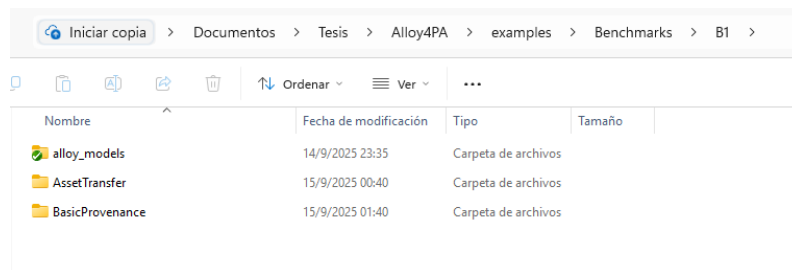 Iniciar copia > Documentos > Tesis > Alloy4PA > examples > Benchmarks > B1 >
Ordenar Ver ...
Nombre Fecha de modificación Tipo Tamaño
alloy_models 14/9/2025 23:35 Carpeta de archivos
AssetTransfer 15/9/2025 00:40 Carpeta de archivos
BasicProvenance 15/9/2025 01:40 Carpeta de archivos